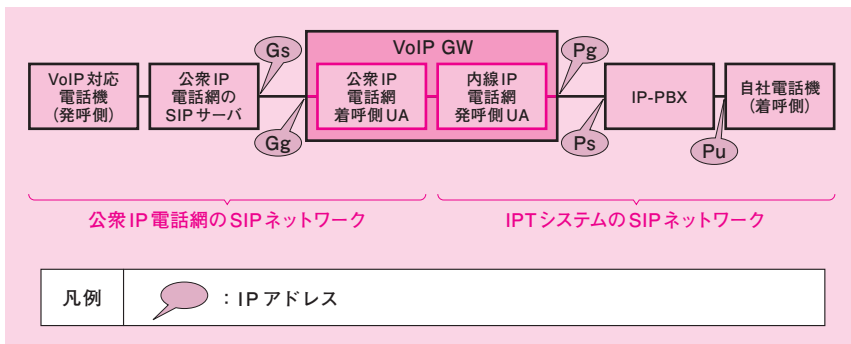 Gs
VoIP GW
Pg
VoIP対応
電話機
(発呼側)
公衆IP
電話網の
SIPサーバ
公衆IP
電話網
着呼側UA
内線IP
電話網
発呼側UA
IP-PBX
自社電話機
(着呼側)
Gg
Ps
Pu
公衆IP電話網のSIPネットワーク
IPTシステムのSIPネットワーク
凡例
:IPアドレス